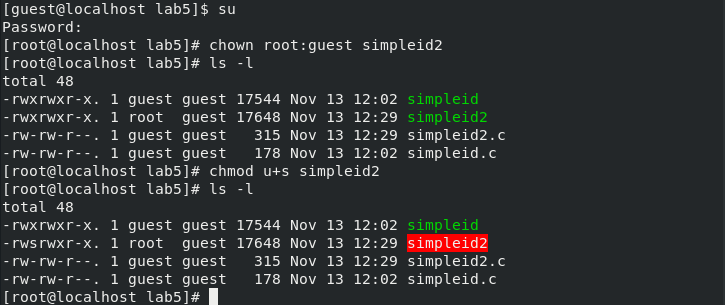 [guest@localhost lab5]$ su
Password:
[root@localhost lab5]# chown root:guest simpleid2
[root@localhost lab5]# ls -l
total 48
-rwxrwxr-x. 1 guest guest 17544 Nov 13 12:02 simpleid
-rwxrwxr-x. 1 root  guest 17648 Nov 13 12:29 simpleid2
-rw-rw-r--. 1 guest guest   315 Nov 13 12:29 simpleid2.c
-rw-rw-r--. 1 guest guest   178 Nov 13 12:02 simpleid.c
[root@localhost lab5]# chmod u+s simpleid2
[root@localhost lab5]# ls -l
total 48
-rwxrwxr-x. 1 guest guest 17544 Nov 13 12:02 simpleid
-rwsrwxr-x. 1 root  guest 17648 Nov 13 12:29 simpleid2
-rw-rw-r--. 1 guest guest   315 Nov 13 12:29 simpleid2.c
-rw-rw-r--. 1 guest guest   178 Nov 13 12:02 simpleid.c
[root@localhost lab5]#